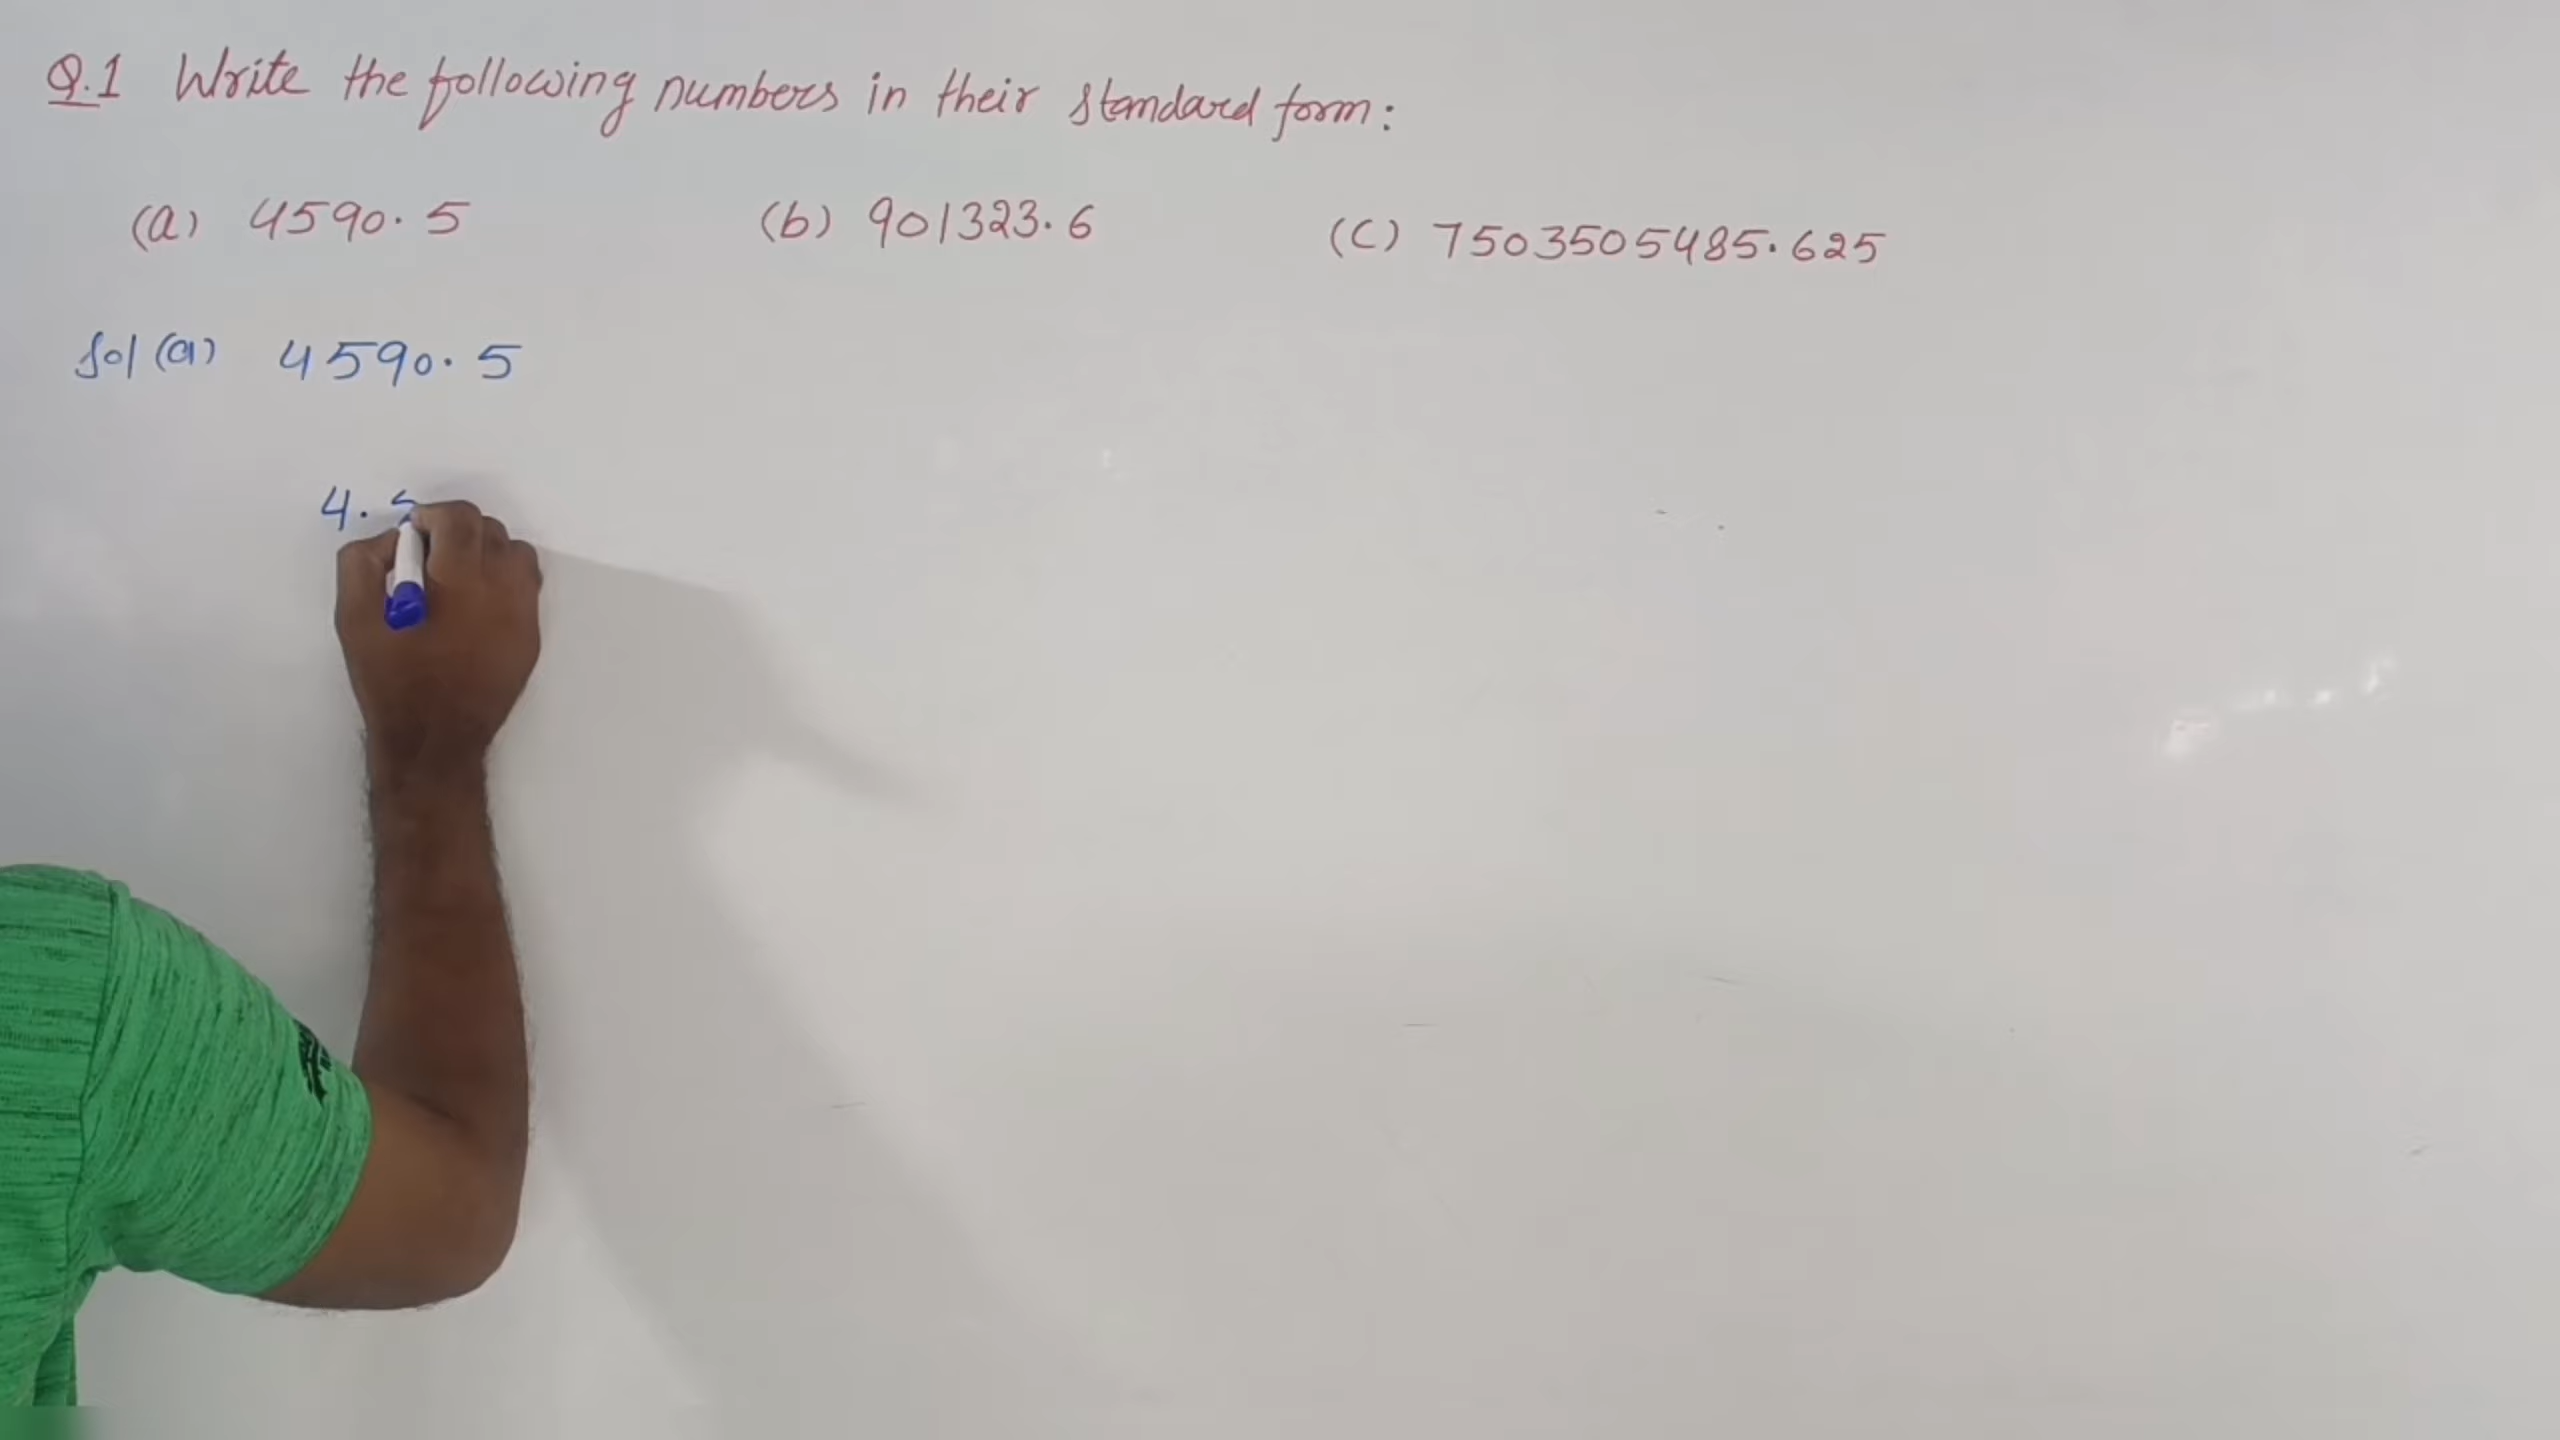 Q.1 Write the following numbers in their standard form:
(a) 4590.5 (b) 901323.6 (C) 7503505485.625
Sol (a) 4590.5
4.5